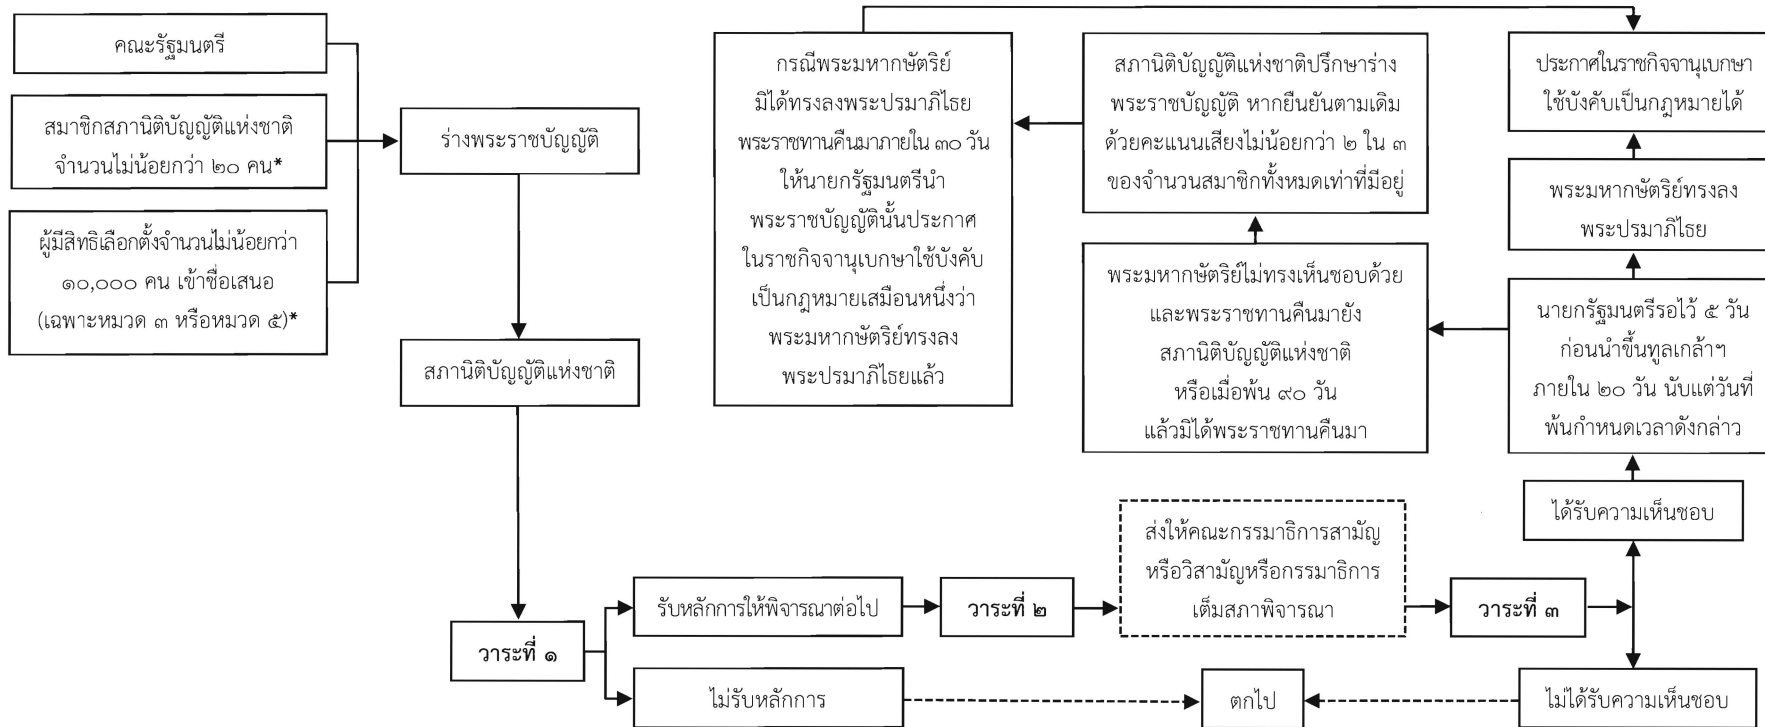 คณะรัฐมนตรี
สมาชิกสภานิติบัญญัติแห่งชาติ
จำนวนไม่น้อยกว่า ๒๐ คน*
ผู้มีสิทธิเลือกตั้งจำนวนไม่น้อยกว่า
๑๐,๐๐๐ คน เข้าชื่อเสนอ
(เฉพาะหมวด ๓ หรือหมวด ๕)*
ร่างพระราชบัญญัติ
สภานิติบัญญัติแห่งชาติ
วาระที่ ๑
รับหลักการให้พิจารณาต่อไป
ไม่รับหลักการ
วาระที่ ๒
ส่งให้คณะกรรมาธิการสามัญ
หรือวิสามัญหรือกรรมาธิการ
เต็มสภาพิจารณา
วาระที่ ๓
ตกไป
ไม่ได้รับความเห็นชอบ
ได้รับความเห็นชอบ
นายกรัฐมนตรีรอไว้ ๕ วัน
ก่อนนำขึ้นทูลเกล้าฯ
ภายใน ๒๐ วัน นับแต่วันที่
พ้นกำหนดเวลาดังกล่าว
พระมหากษัตริย์ทรงลง
พระปรมาภิไธย
ประกาศในราชกิจจานุเบกษา
ใช้บังคับเป็นกฎหมายได้
พระมหากษัตริย์ไม่ทรงเห็นชอบด้วย
และพระราชทานคืนมายัง
สภานิติบัญญัติแห่งชาติ
หรือเมื่อพ้น ๙๐ วัน
แล้วมิได้พระราชทานคืนมา
สภานิติบัญญัติแห่งชาติปรึกษาร่าง
พระราชบัญญัติ หากยืนยันตามเดิม
ด้วยคะแนนเสียงไม่น้อยกว่า ๒ ใน ๓
ของจำนวนสมาชิกทั้งหมดเท่าที่มีอยู่
กรณีพระมหากษัตริย์
มิได้ทรงลงพระปรมาภิไธย
พระราชทานคืนมาภายใน ๓๐ วัน
ให้นายกรัฐมนตรีนำ
พระราชบัญญัตินั้นประกาศ
ในราชกิจจานุเบกษาใช้บังคับ
เป็นกฎหมายเสมือนหนึ่งว่า
พระมหากษัตริย์ทรงลง
พระปรมาภิไธยแล้ว